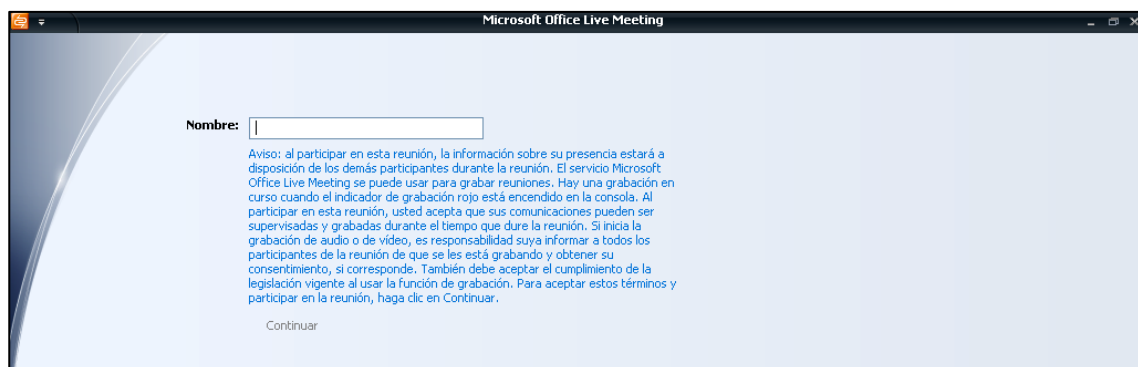 Microsoft Office Live Meeting
Nombre:
Aviso: al participar en esta reunión, la información sobre su presencia estará a
disposición de los demás participantes durante la reunión. El servicio Microsoft
Office Live Meeting se puede usar para grabar reuniones. Hay una grabación en
curso cuando el indicador de grabación rojo está encendido en la consola. Al
participar en esta reunión, usted acepta que sus comunicaciones pueden ser
supervisadas y grabadas durante el tiempo que dure la reunión. Si inicia la
grabación de audio o de vídeo, es responsabilidad suya informar a todos los
participantes de la reunión de que se les está grabando y obtener su
consentimiento, si corresponde. También debe aceptar el cumplimiento de la
legislación vigente al usar la función de grabación. Para aceptar estos términos y
participar en la reunión, haga clic en Continuar.
Continuar